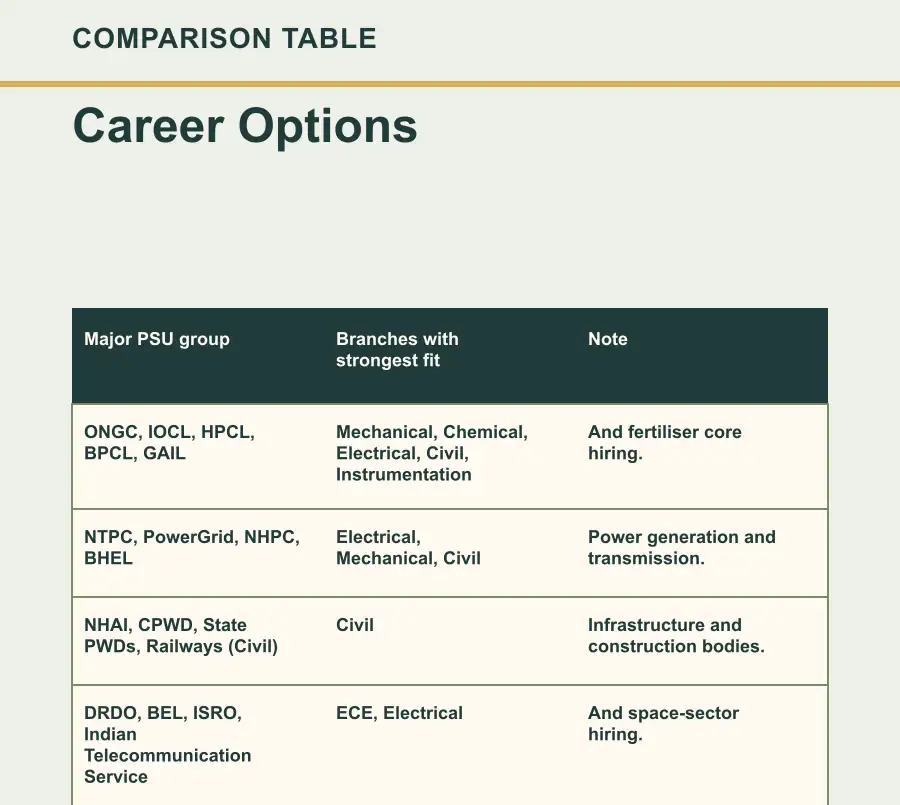 COMPARISON TABLE
Career Options
Major PSU group
Branches with
strongest fit
Note
ONGC, IOCL, HPCL,
BPCL, GAIL
Mechanical, Chemical,
Electrical, Civil,
Instrumentation
And fertiliser core
hiring.
NTPC, PowerGrid, NHPC,
BHEL
Electrical,
Mechanical, Civil
Power generation and
transmission.
NHAI, CPWD, State
PWDs, Railways (Civil)
Civil
Infrastructure and
construction bodies.
DRDO, BEL, ISRO,
Indian
Telecommunication
Service
ECE, Electrical
And space-sector
hiring.